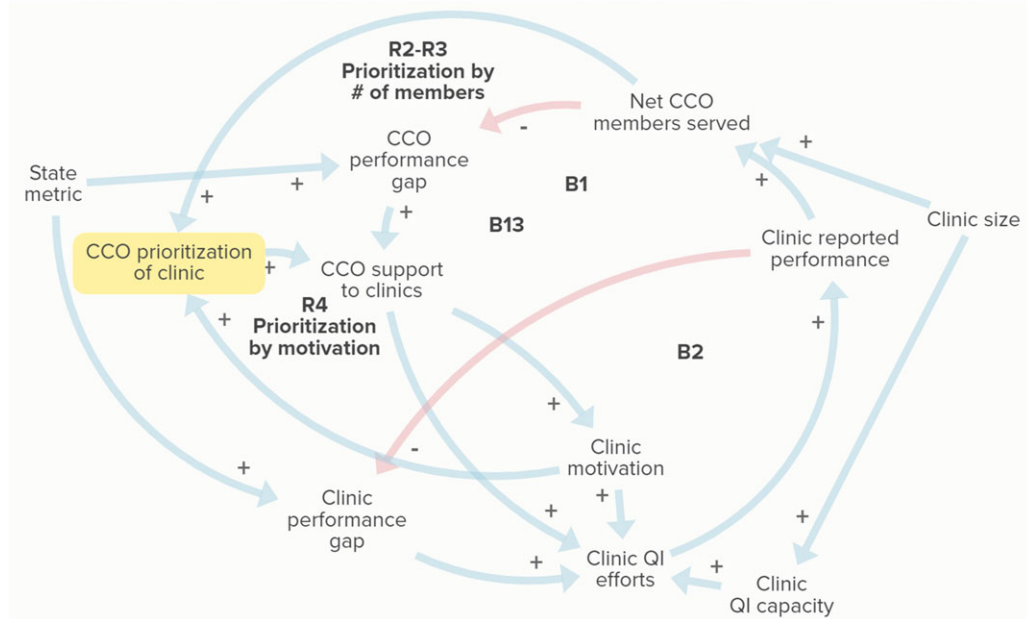 R2-R3
Prioritization by
# of members
Net CCO
members served
-
+
CCO
performance
gap
State
metric
+
+
B1
+
+
B13
Clinic size
CCO prioritization
of clinic
+
CCO support
to clinics
Clinic reported
performance
R4
Prioritization
by motivation
+
+
B2
+
-
Clinic
motivation
+
+
Clinic
performance
gap
+
+
+
Clinic QI
efforts
+
Clinic
QI capacity